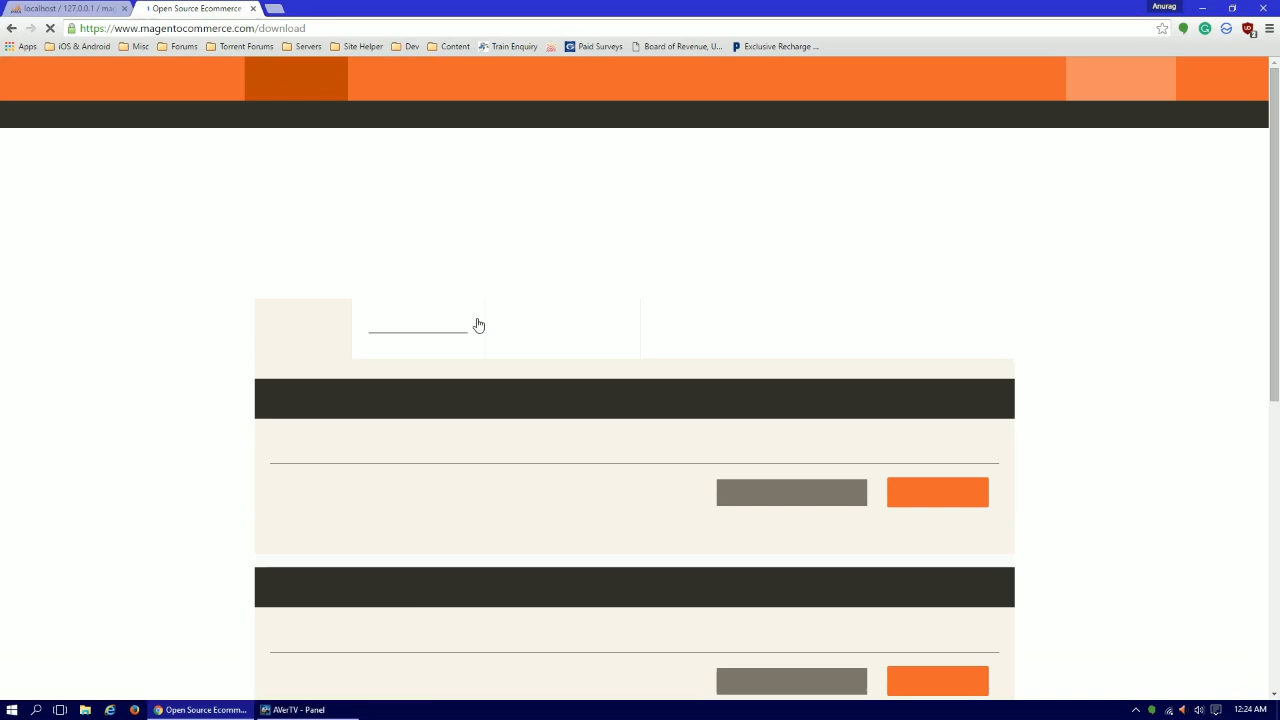 localhost / 127.0.0.1 / mag
Open Source Ecommerce
Anurag
https://www.magentocommerce.com/download
Apps
iOS & Android
Misc
Forums
Torrent Forums
Servers
Site Helper
Dev
Content
Train Enquiry
Paid Surveys
Board of Revenue, U...
Exclusive Recharge ...
Open Source Ecomm...
AVerTV - Panel
12:24 AM